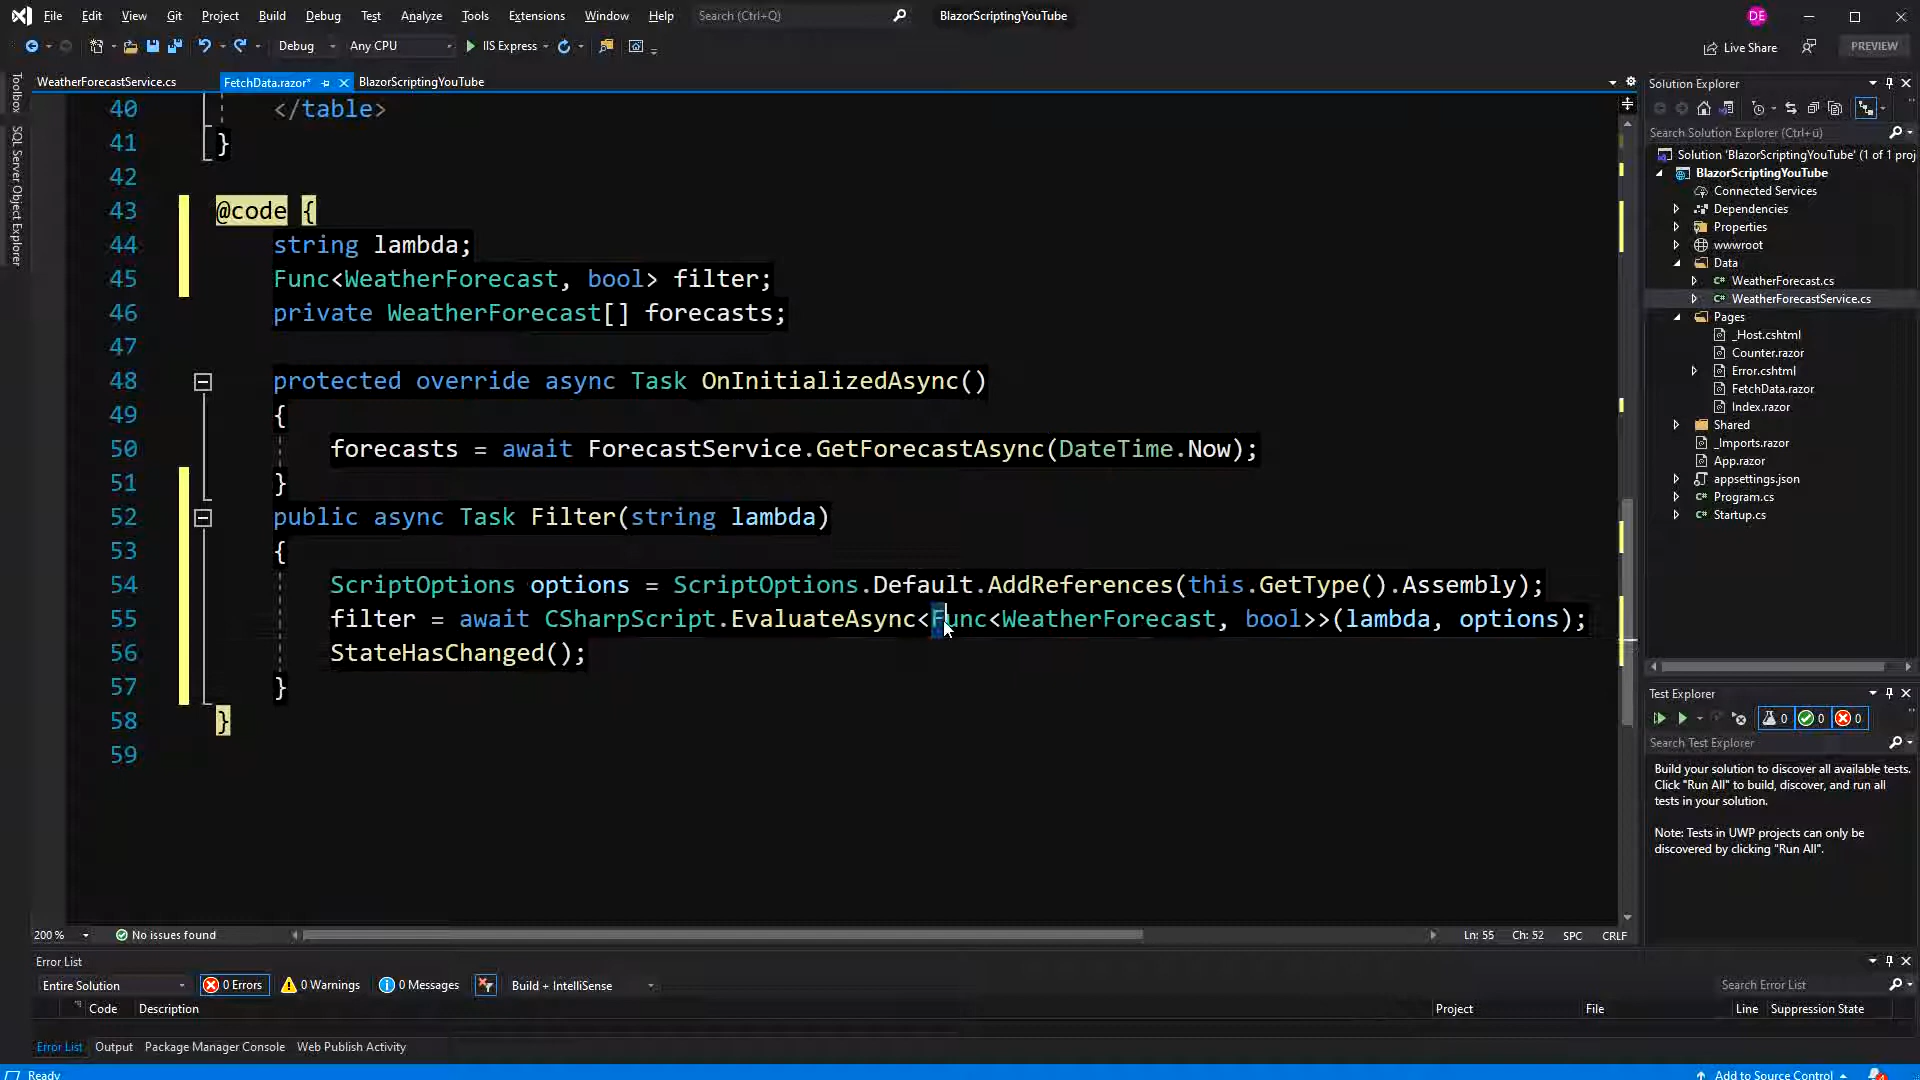 File Edit View Git Project Build Debug Test Analyze Tools Extensions Window Help Search (Ctrl+Q) BlazorScriptingYouTube DE
Debug Any CPU IIS Express Live Share PREVIEW
WeatherForecastService.cs FetchData.razor* BlazorScriptingYouTube
Toolbox
SQL Server Object Explorer
40 </table>
41 }
42
43 @code {
44 string lambda;
45 Func<WeatherForecast, bool> filter;
46 private WeatherForecast[] forecasts;
47
48 protected override async Task OnInitializedAsync()
49 {
50 forecasts = await ForecastService.GetForecastAsync(DateTime.Now);
51 }
52 public async Task Filter(string lambda)
53 {
54 ScriptOptions options = ScriptOptions.Default.AddReferences(this.GetType().Assembly);
55 filter = await CSharpScript.EvaluateAsync<Func<WeatherForecast, bool>>(lambda, options);
56 StateHasChanged();
57 }
58 }
59
200 % No issues found Ln: 55 Ch: 52 SPC CRLF
Solution Explorer
Search Solution Explorer (Ctrl+ü)
Solution 'BlazorScriptingYouTube' (1 of 1 proj
BlazorScriptingYouTube
Connected Services
Dependencies
Properties
wwwroot
Data
C# WeatherForecast.cs
C# WeatherForecastService.cs
Pages
_Host.cshtml
Counter.razor
Error.cshtml
FetchData.razor
Index.razor
Shared
_Imports.razor
App.razor
appsettings.json
C# Program.cs
C# Startup.cs
Test Explorer
0 0 0
Search Test Explorer
Build your solution to discover all available tests.
Click "Run All" to build, discover, and run all
tests in your solution.
Note: Tests in UWP projects can only be
discovered by clicking "Run All".
Error List
Entire Solution 0 Errors 0 Warnings 0 Messages Build + IntelliSense Search Error List
Code Description Project File Line Suppression State
Error List Output Package Manager Console Web Publish Activity
Ready Add to Source Control